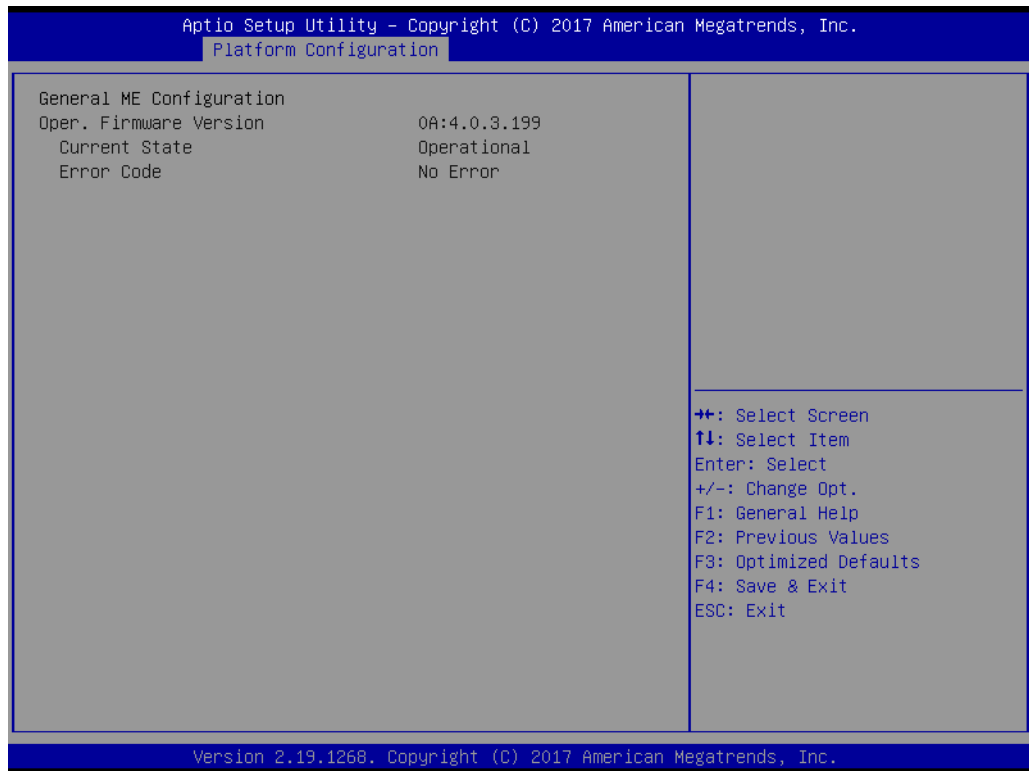 Aptio Setup Utility – Copyright (C) 2017 American Megatrends, Inc.
Platform Configuration
General ME Configuration
Oper. Firmware Version 0A:4.0.3.199
Current State Operational
Error Code No Error
→←: Select Screen
↑↓: Select Item
Enter: Select
+/-: Change Opt.
F1: General Help
F2: Previous Values
F3: Optimized Defaults
F4: Save & Exit
ESC: Exit
Version 2.19.1268. Copyright (C) 2017 American Megatrends, Inc.